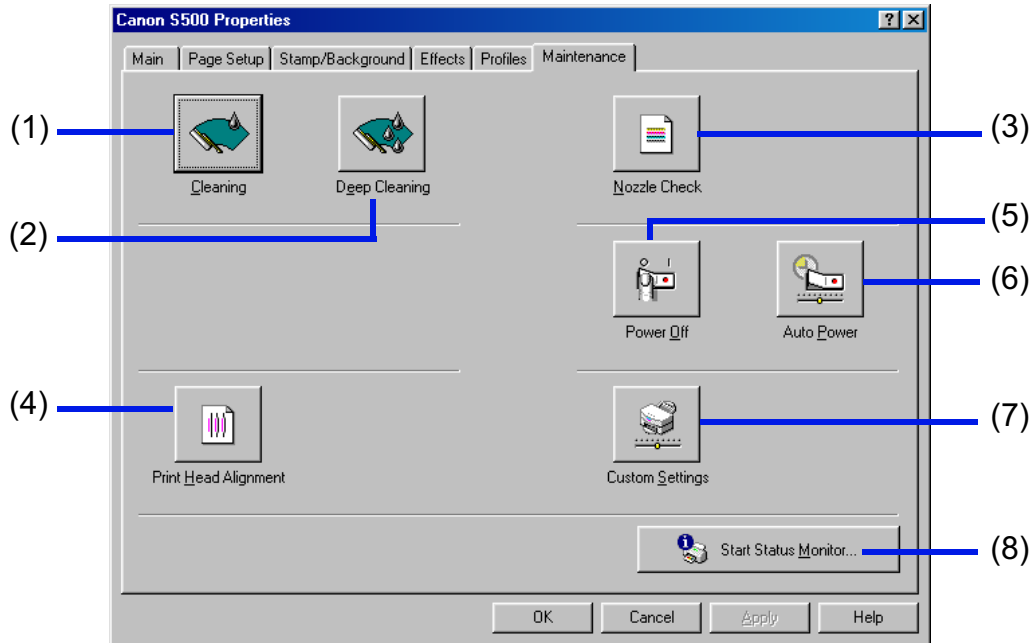 Canon S500 Properties
? X
Main Page Setup Stamp/Background Effects Profiles Maintenance
(1)
(3)
Cleaning Deep Cleaning Nozzle Check
(2)
(5)
O I
(6)
Power Off Auto Power
(4)
(7)
Print Head Alignment Custom Settings
Start Status Monitor...
(8)
OK Cancel Apply Help